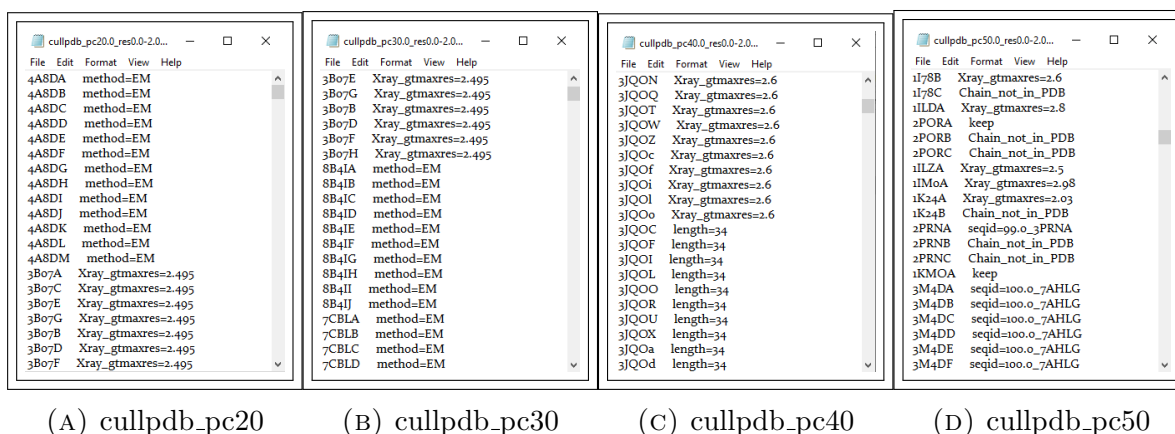 cullpdb_pc20.0_res0.0-2.0...
File Edit Format View Help
4A8DA method=EM
4A8DB method=EM
4A8DC method=EM
4A8DD method=EM
4A8DE method=EM
4A8DF method=EM
4A8DG method=EM
4A8DH method=EM
4A8DI method=EM
4A8DJ method=EM
4A8DK method=EM
4A8DL method=EM
4A8DM method=EM
3B07A Xray_gtmaxres=2.495
3B07C Xray_gtmaxres=2.495
3B07E Xray_gtmaxres=2.495
3B07G Xray_gtmaxres=2.495
3B07B Xray_gtmaxres=2.495
3B07D Xray_gtmaxres=2.495
3B07F Xray_gtmaxres=2.495
(A) cullpdb_pc20
cullpdb_pc30.0_res0.0-2.0...
File Edit Format View Help
3B07E Xray_gtmaxres=2.495
3B07G Xray_gtmaxres=2.495
3B07B Xray_gtmaxres=2.495
3B07D Xray_gtmaxres=2.495
3B07F Xray_gtmaxres=2.495
3B07H Xray_gtmaxres=2.495
8B4IA method=EM
8B4IB method=EM
8B4IC method=EM
8B4ID method=EM
8B4IE method=EM
8B4IF method=EM
8B4IG method=EM
8B4IH method=EM
8B4II method=EM
8B4IJ method=EM
7CBLA method=EM
7CBLB method=EM
7CBLC method=EM
7CBLD method=EM
(B) cullpdb_pc30
cullpdb_pc40.0_res0.0-2.0...
File Edit Format View Help
3JQON Xray_gtmaxres=2.6
3JQOQ Xray_gtmaxres=2.6
3JQOT Xray_gtmaxres=2.6
3JQOW Xray_gtmaxres=2.6
3JQOZ Xray_gtmaxres=2.6
3JQOc Xray_gtmaxres=2.6
3JQOf Xray_gtmaxres=2.6
3JQOi Xray_gtmaxres=2.6
3JQOl Xray_gtmaxres=2.6
3JQOo Xray_gtmaxres=2.6
3JQOC length=34
3JQOF length=34
3JQOI length=34
3JQOL length=34
3JQOO length=34
3JQOR length=34
3JQOU length=34
3JQOX length=34
3JQOa length=34
3JQOd length=34
(C) cullpdb_pc40
cullpdb_pc50.0_res0.0-2.0...
File Edit Format View Help
1I78B Xray_gtmaxres=2.6
1I78C Chain_not_in_PDB
1ILDA Xray_gtmaxres=2.8
2PORA keep
2PORB Chain_not_in_PDB
2PORC Chain_not_in_PDB
1ILZA Xray_gtmaxres=2.5
1IM0A Xray_gtmaxres=2.98
1K24A Xray_gtmaxres=2.03
1K24B Chain_not_in_PDB
2PRNA seqid=99.0_3PRNA
2PRNB Chain_not_in_PDB
2PRNC Chain_not_in_PDB
1KMOA keep
3M4DA seqid=100.0_7AHLG
3M4DB seqid=100.0_7AHLG
3M4DC seqid=100.0_7AHLG
3M4DD seqid=100.0_7AHLG
3M4DE seqid=100.0_7AHLG
3M4DF seqid=100.0_7AHLG
(D) cullpdb_pc50